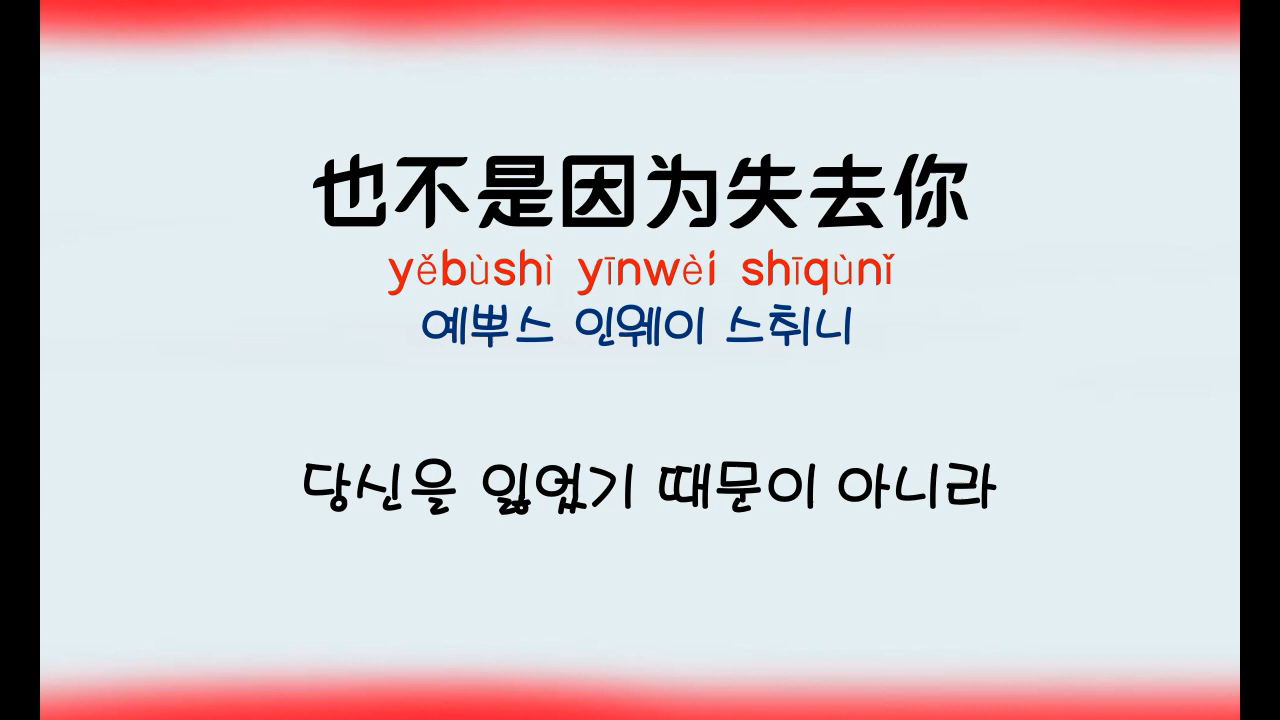 也不是因为失去你
yěbùshì yīnwèi shīqùnǐ
예뿌스 인웨이 스취니
당신을 잃었기 때문이 아니라